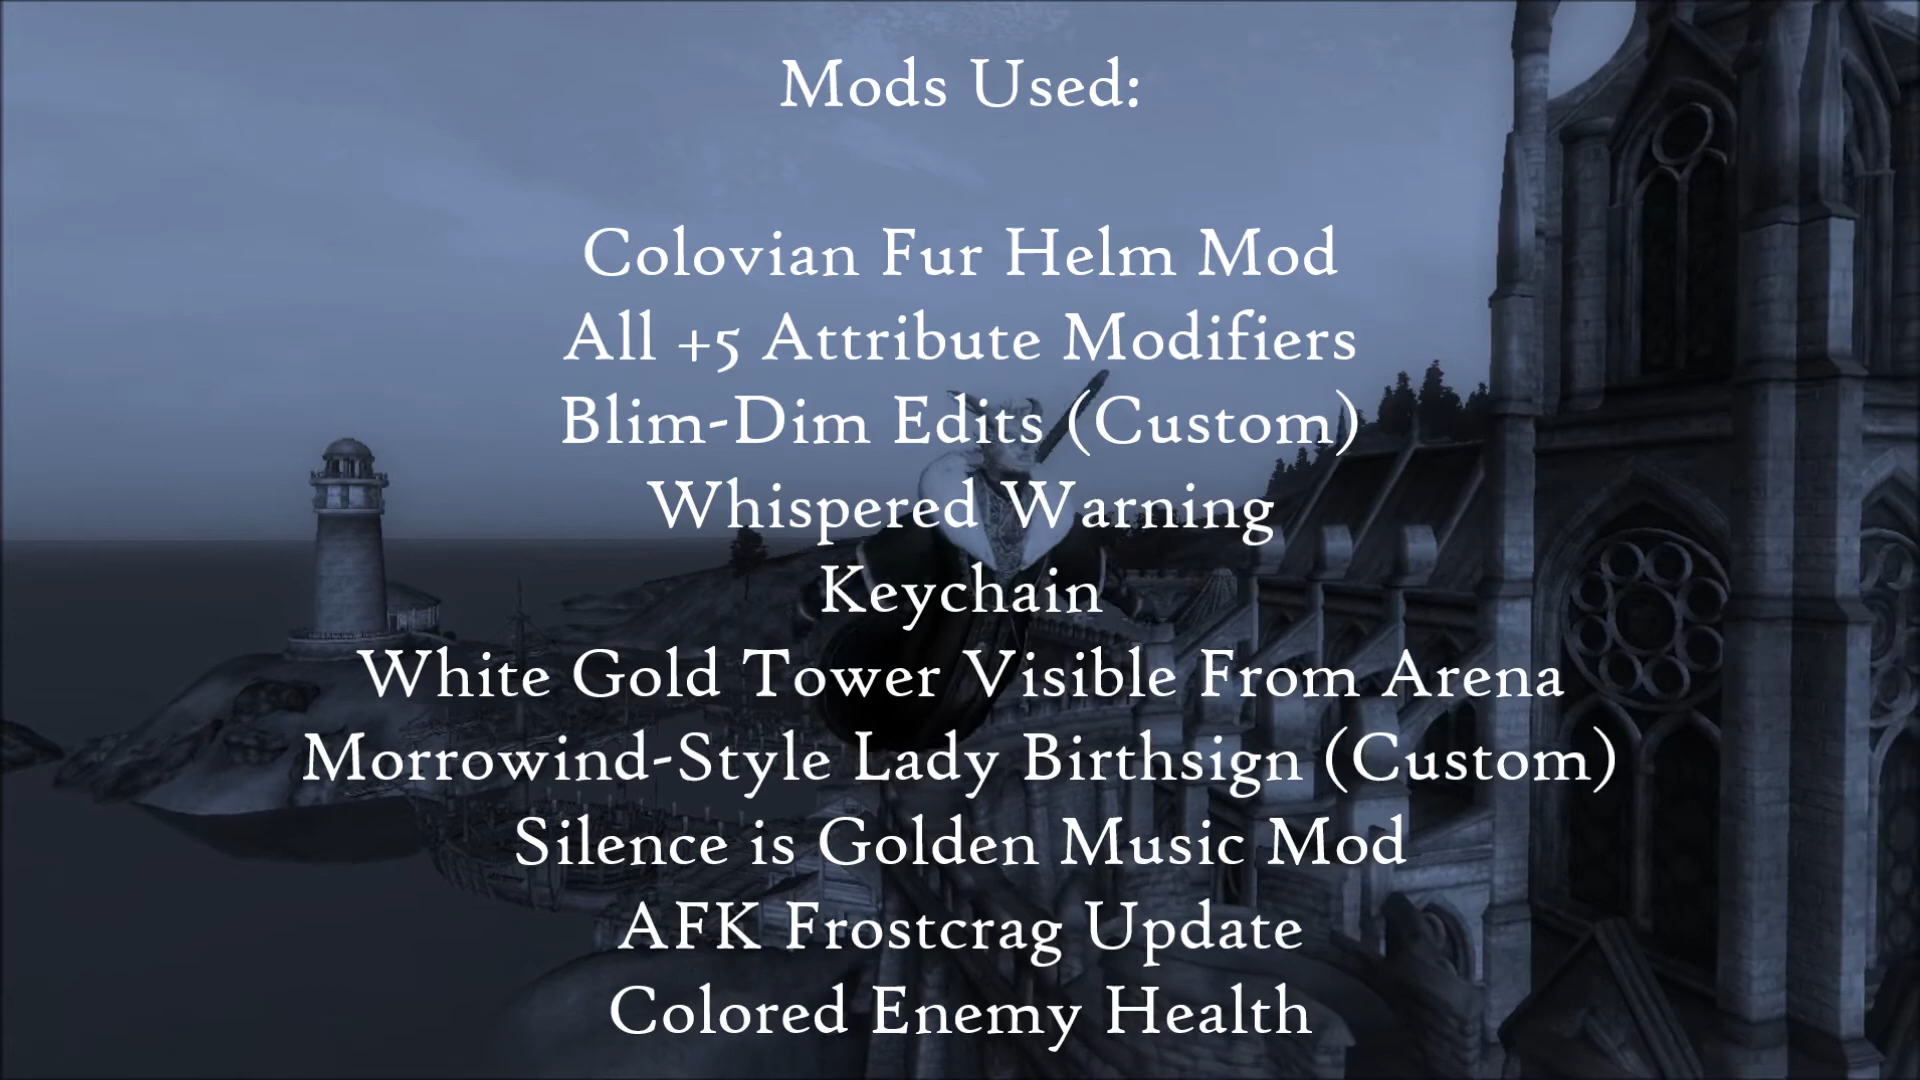 Mods Used:
Colovian Fur Helm Mod
All +5 Attribute Modifiers
Blim-Dim Edits (Custom)
Whispered Warning
Keychain
White Gold Tower Visible From Arena
Morrowind-Style Lady Birthsign (Custom)
Silence is Golden Music Mod
AFK Frostcrag Update
Colored Enemy Health